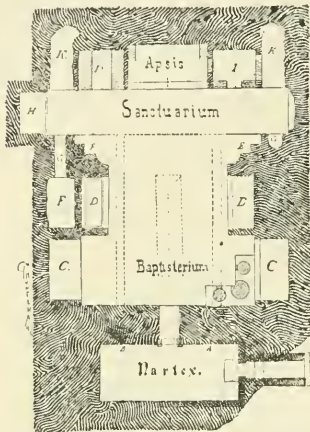 K
I
Apsis
I
K
H
Sanctuarium
G
G
E
E
F
D
D
C
Baptisterium
C
Nartex.